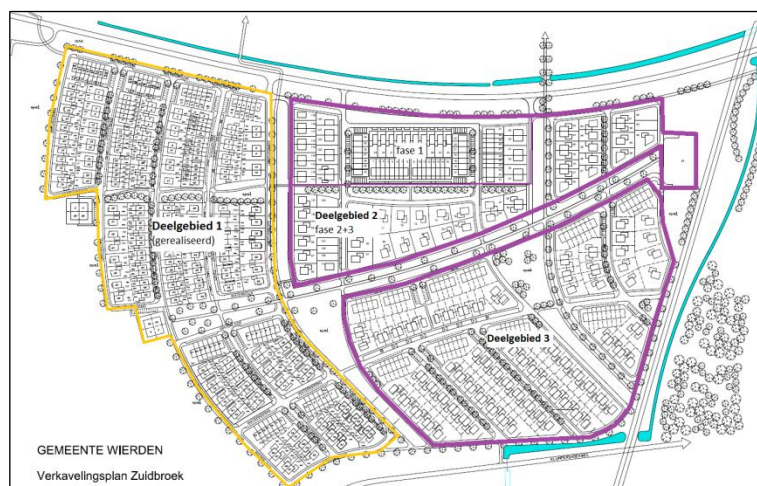 fase 1
Deelgebied 1
(gerealiseerd)
Deelgebied 2
fase 2+3
Deelgebied 3
GEMEENTE WIERDEN
Verkavelingsplan Zuidbroek